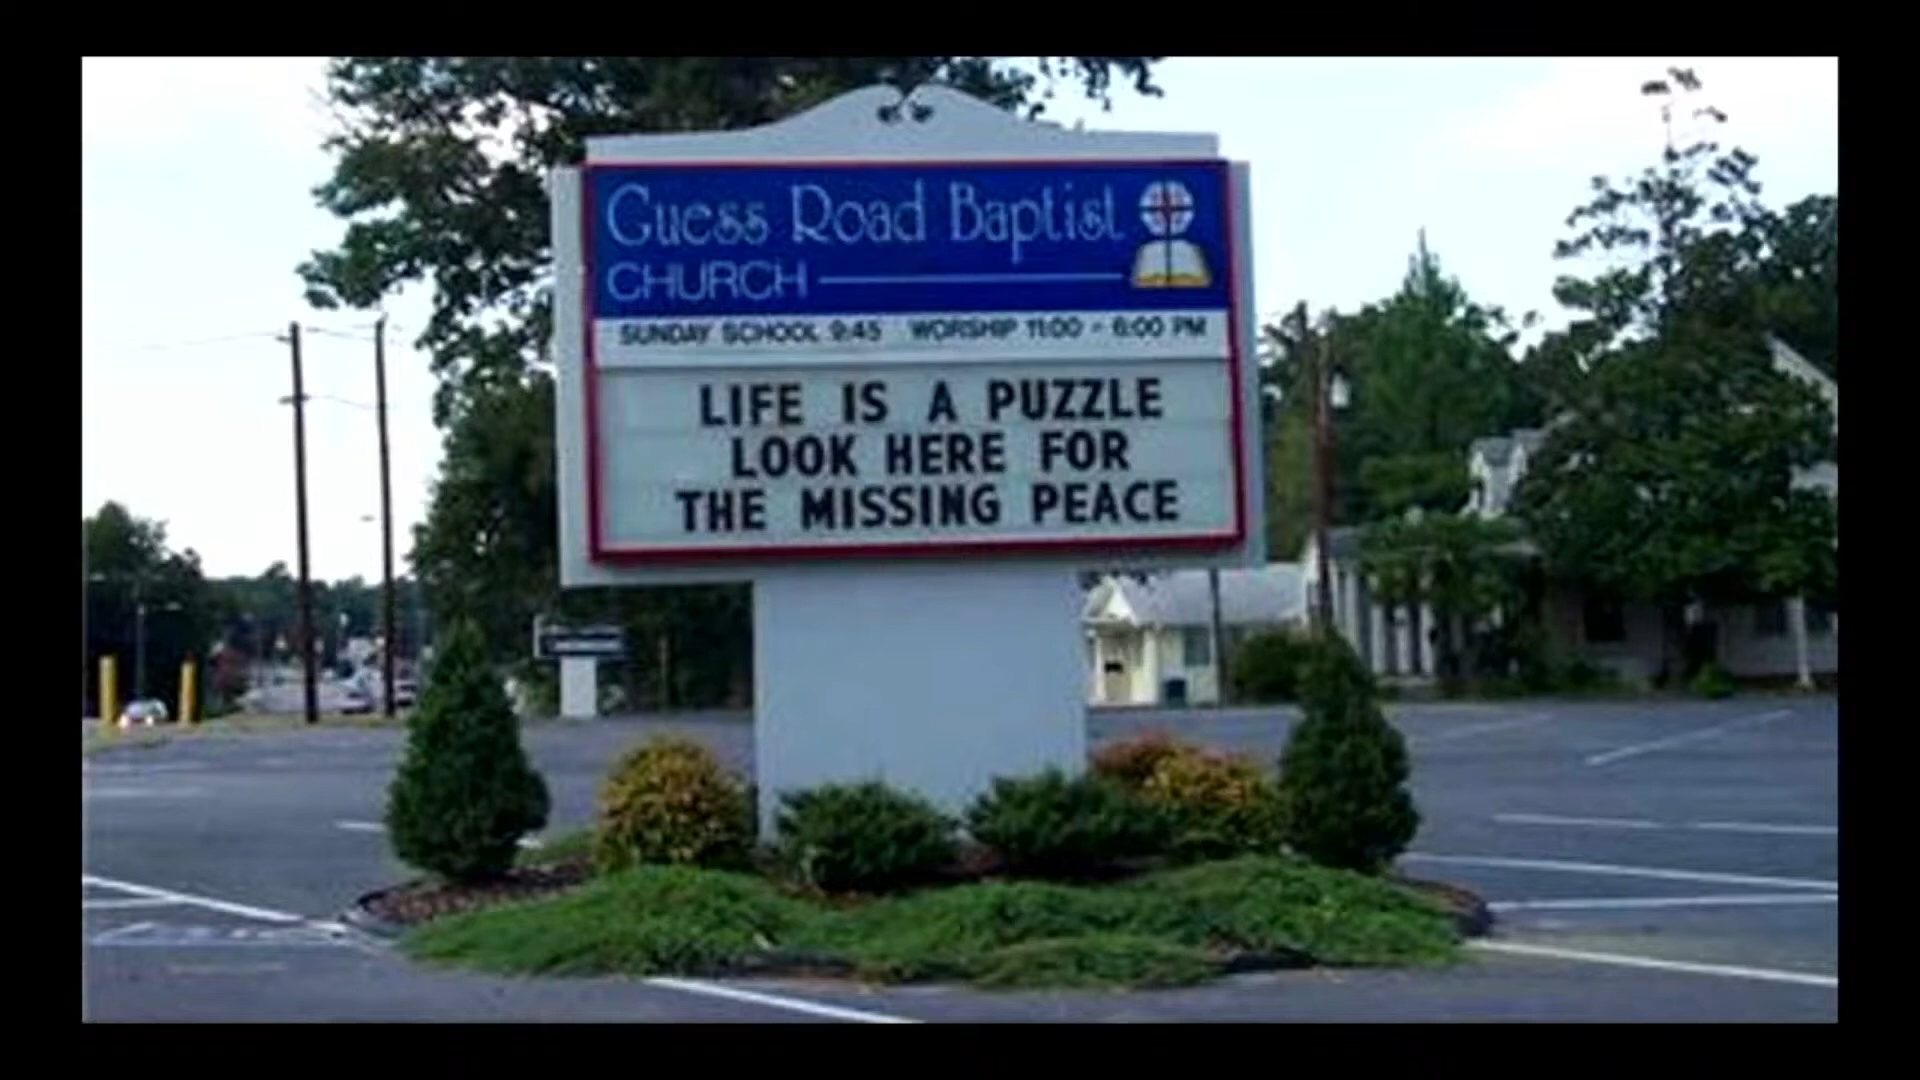 Guess Road Baptist
CHURCH
SUNDAY SCHOOL 9:45 WORSHIP 11:00 - 6:00 PM
LIFE IS A PUZZLE
LOOK HERE FOR
THE MISSING PEACE